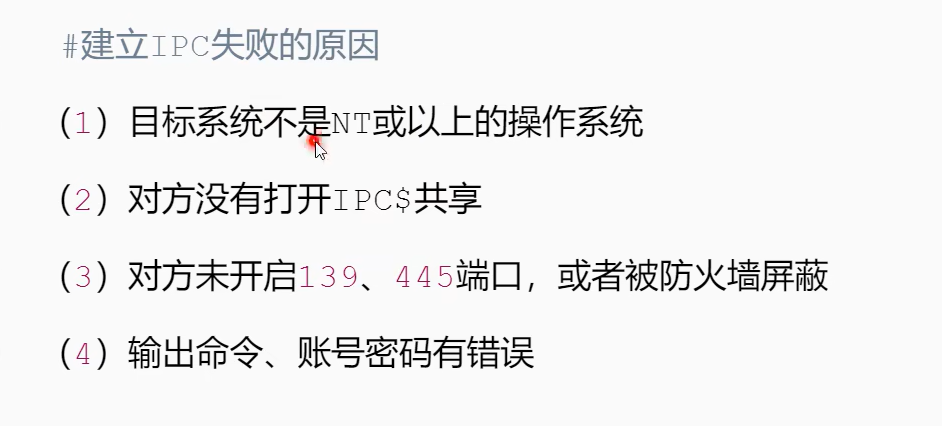 #建立IPC失败的原因
（1）目标系统不是NT或以上的操作系统
（2）对方没有打开IPC$共享
（3）对方未开启139、445端口，或者被防火墙屏蔽
（4）输出命令、账号密码有错误